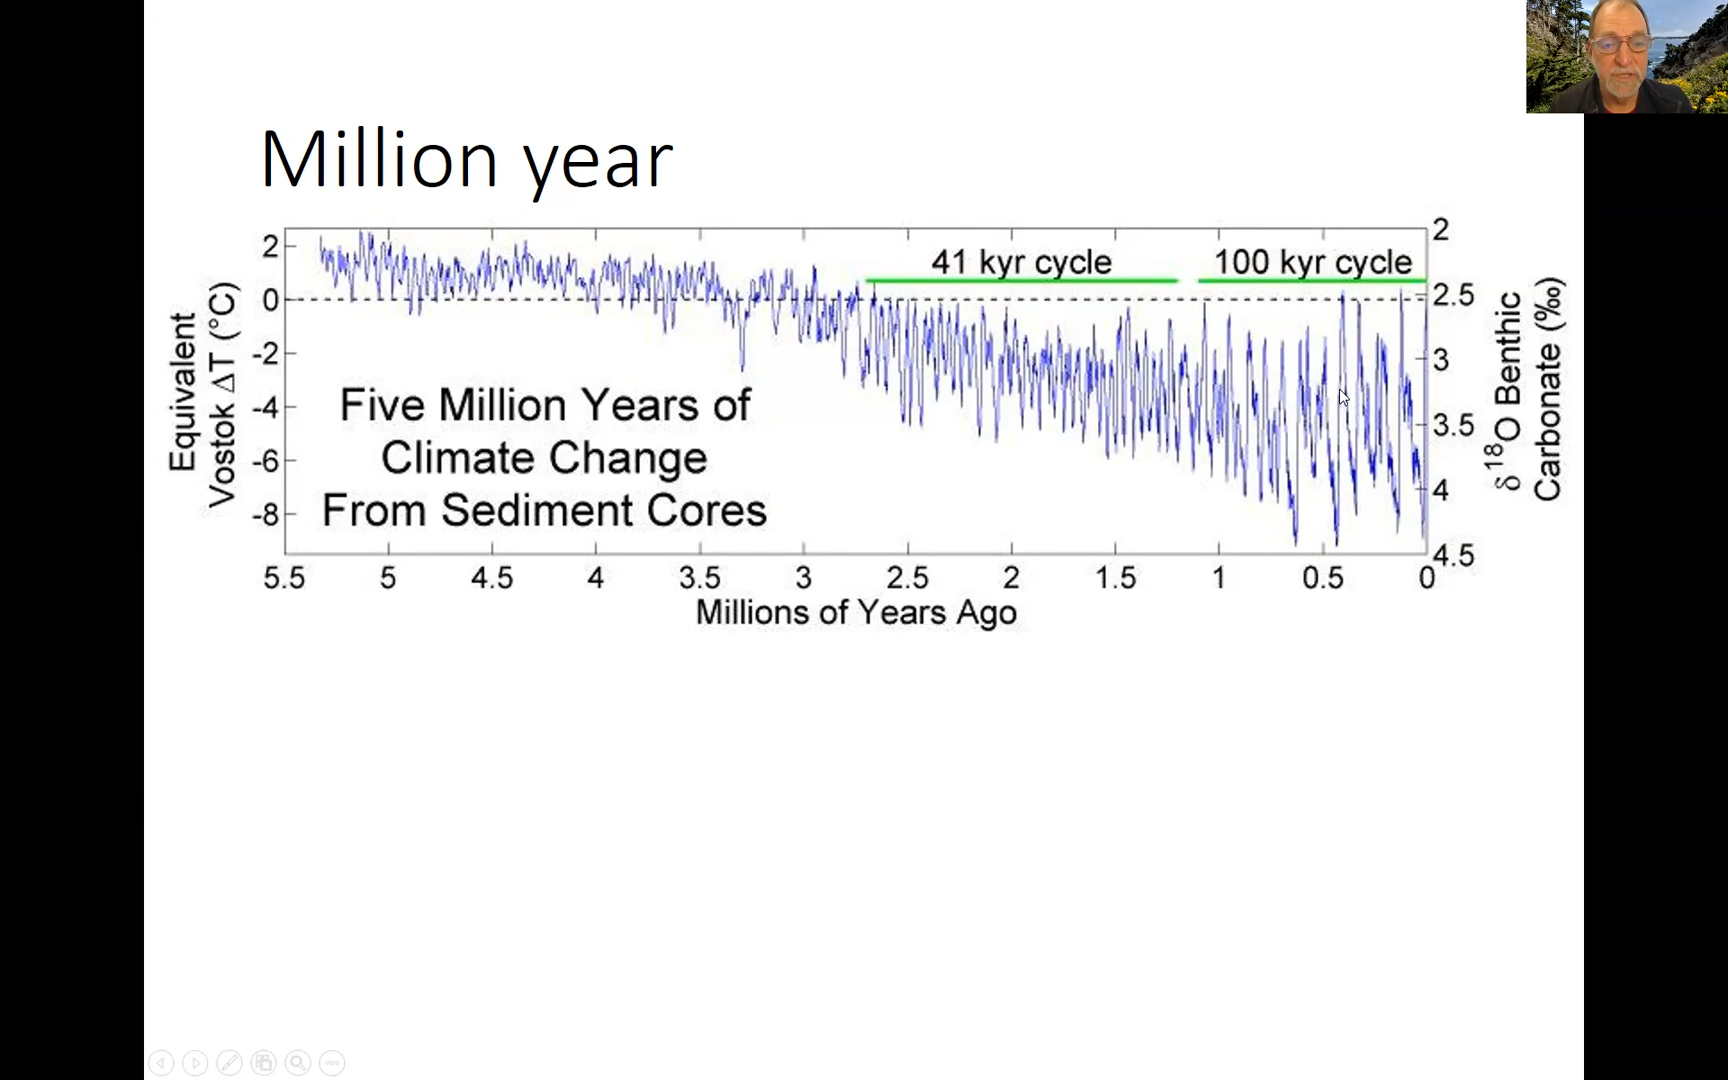 Million year
2
0
-2
-4
-6
-8
Equivalent
Vostok ΔT (°C)
41 kyr cycle
100 kyr cycle
Five Million Years of
Climate Change
From Sediment Cores
2
2.5
3
3.5
4
4.5
δ 18O Benthic
Carbonate (‰)
5.5 5 4.5 4 3.5 3 2.5 2 1.5 1 0.5 0
Millions of Years Ago